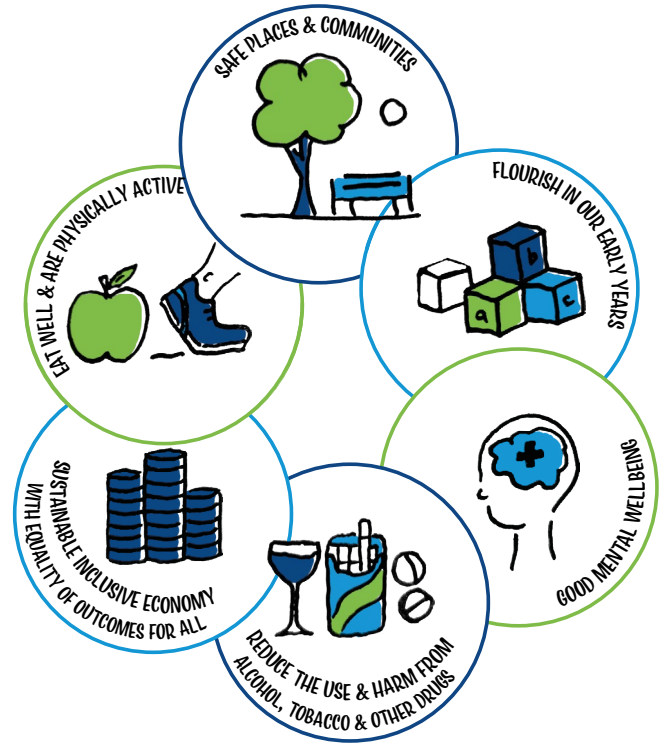 SAFE PLACES & COMMUNITIES
FLOURISH IN OUR EARLY YEARS
b
a
c
GOOD MENTAL WELLBEING
REDUCE THE USE & HARM FROM
ALCOHOL, TOBACCO & OTHER DRUGS
SUSTAINABLE INCLUSIVE ECONOMY
WITH EQUALITY OF OUTCOMES FOR ALL
EAT WELL & ARE PHYSICALLY ACTIVE